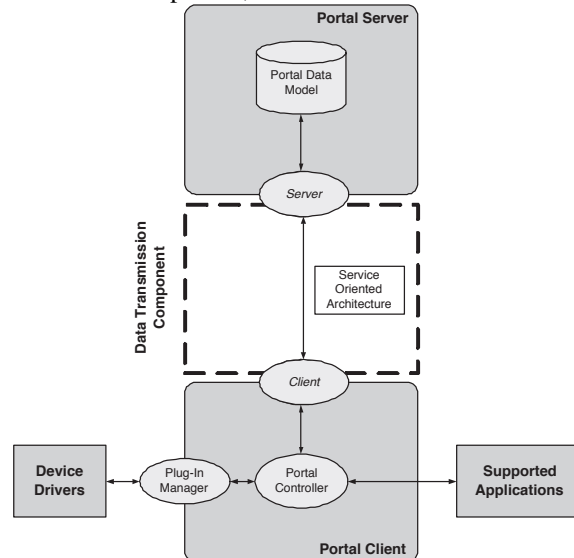 Portal Server
Portal Data
Model
Server
Data Transmission
Component
Service
Oriented
Architecture
Client
Device
Drivers
Plug-In
Manager
Portal
Controller
Supported
Applications
Portal Client